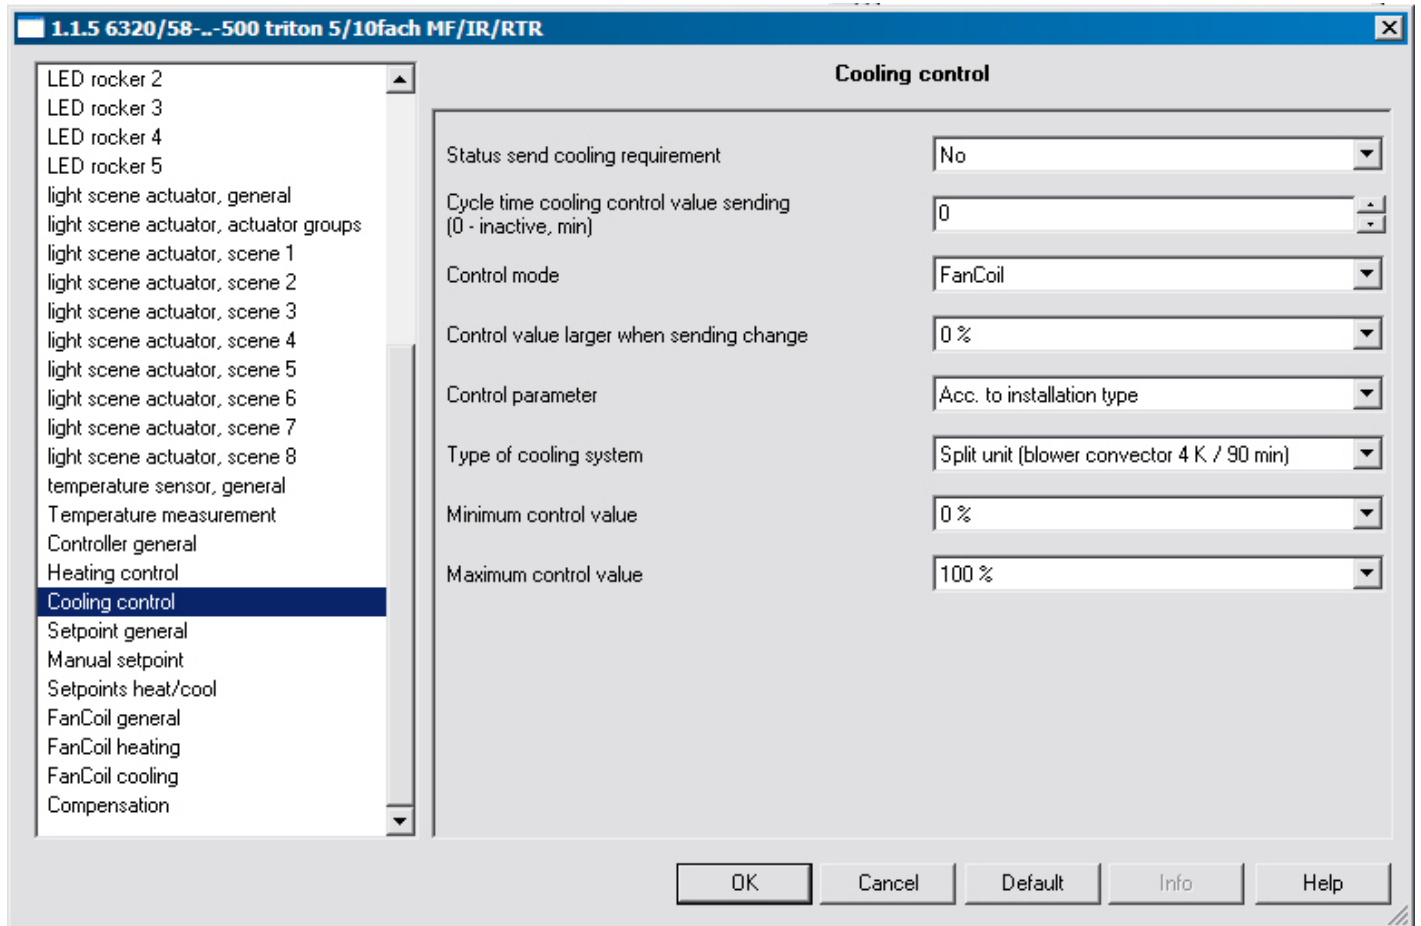 1.1.5 6320/58-..-500 triton 5/10fach MF/IR/RTR
LED rocker 2
LED rocker 3
LED rocker 4
LED rocker 5
light scene actuator, general
light scene actuator, actuator groups
light scene actuator, scene 1
light scene actuator, scene 2
light scene actuator, scene 3
light scene actuator, scene 4
light scene actuator, scene 5
light scene actuator, scene 6
light scene actuator, scene 7
light scene actuator, scene 8
temperature sensor, general
Temperature measurement
Controller general
Heating control
Cooling control
Setpoint general
Manual setpoint
Setpoints heat/cool
FanCoil general
FanCoil heating
FanCoil cooling
Compensation
Cooling control
Status send cooling requirement
No
Cycle time cooling control value sending
(0 - inactive, min)
0
Control mode
FanCoil
Control value larger when sending change
0 %
Control parameter
Acc. to installation type
Type of cooling system
Split unit (blower convector 4 K / 90 min)
Minimum control value
0 %
Maximum control value
100 %
OK
Cancel
Default
Info
Help